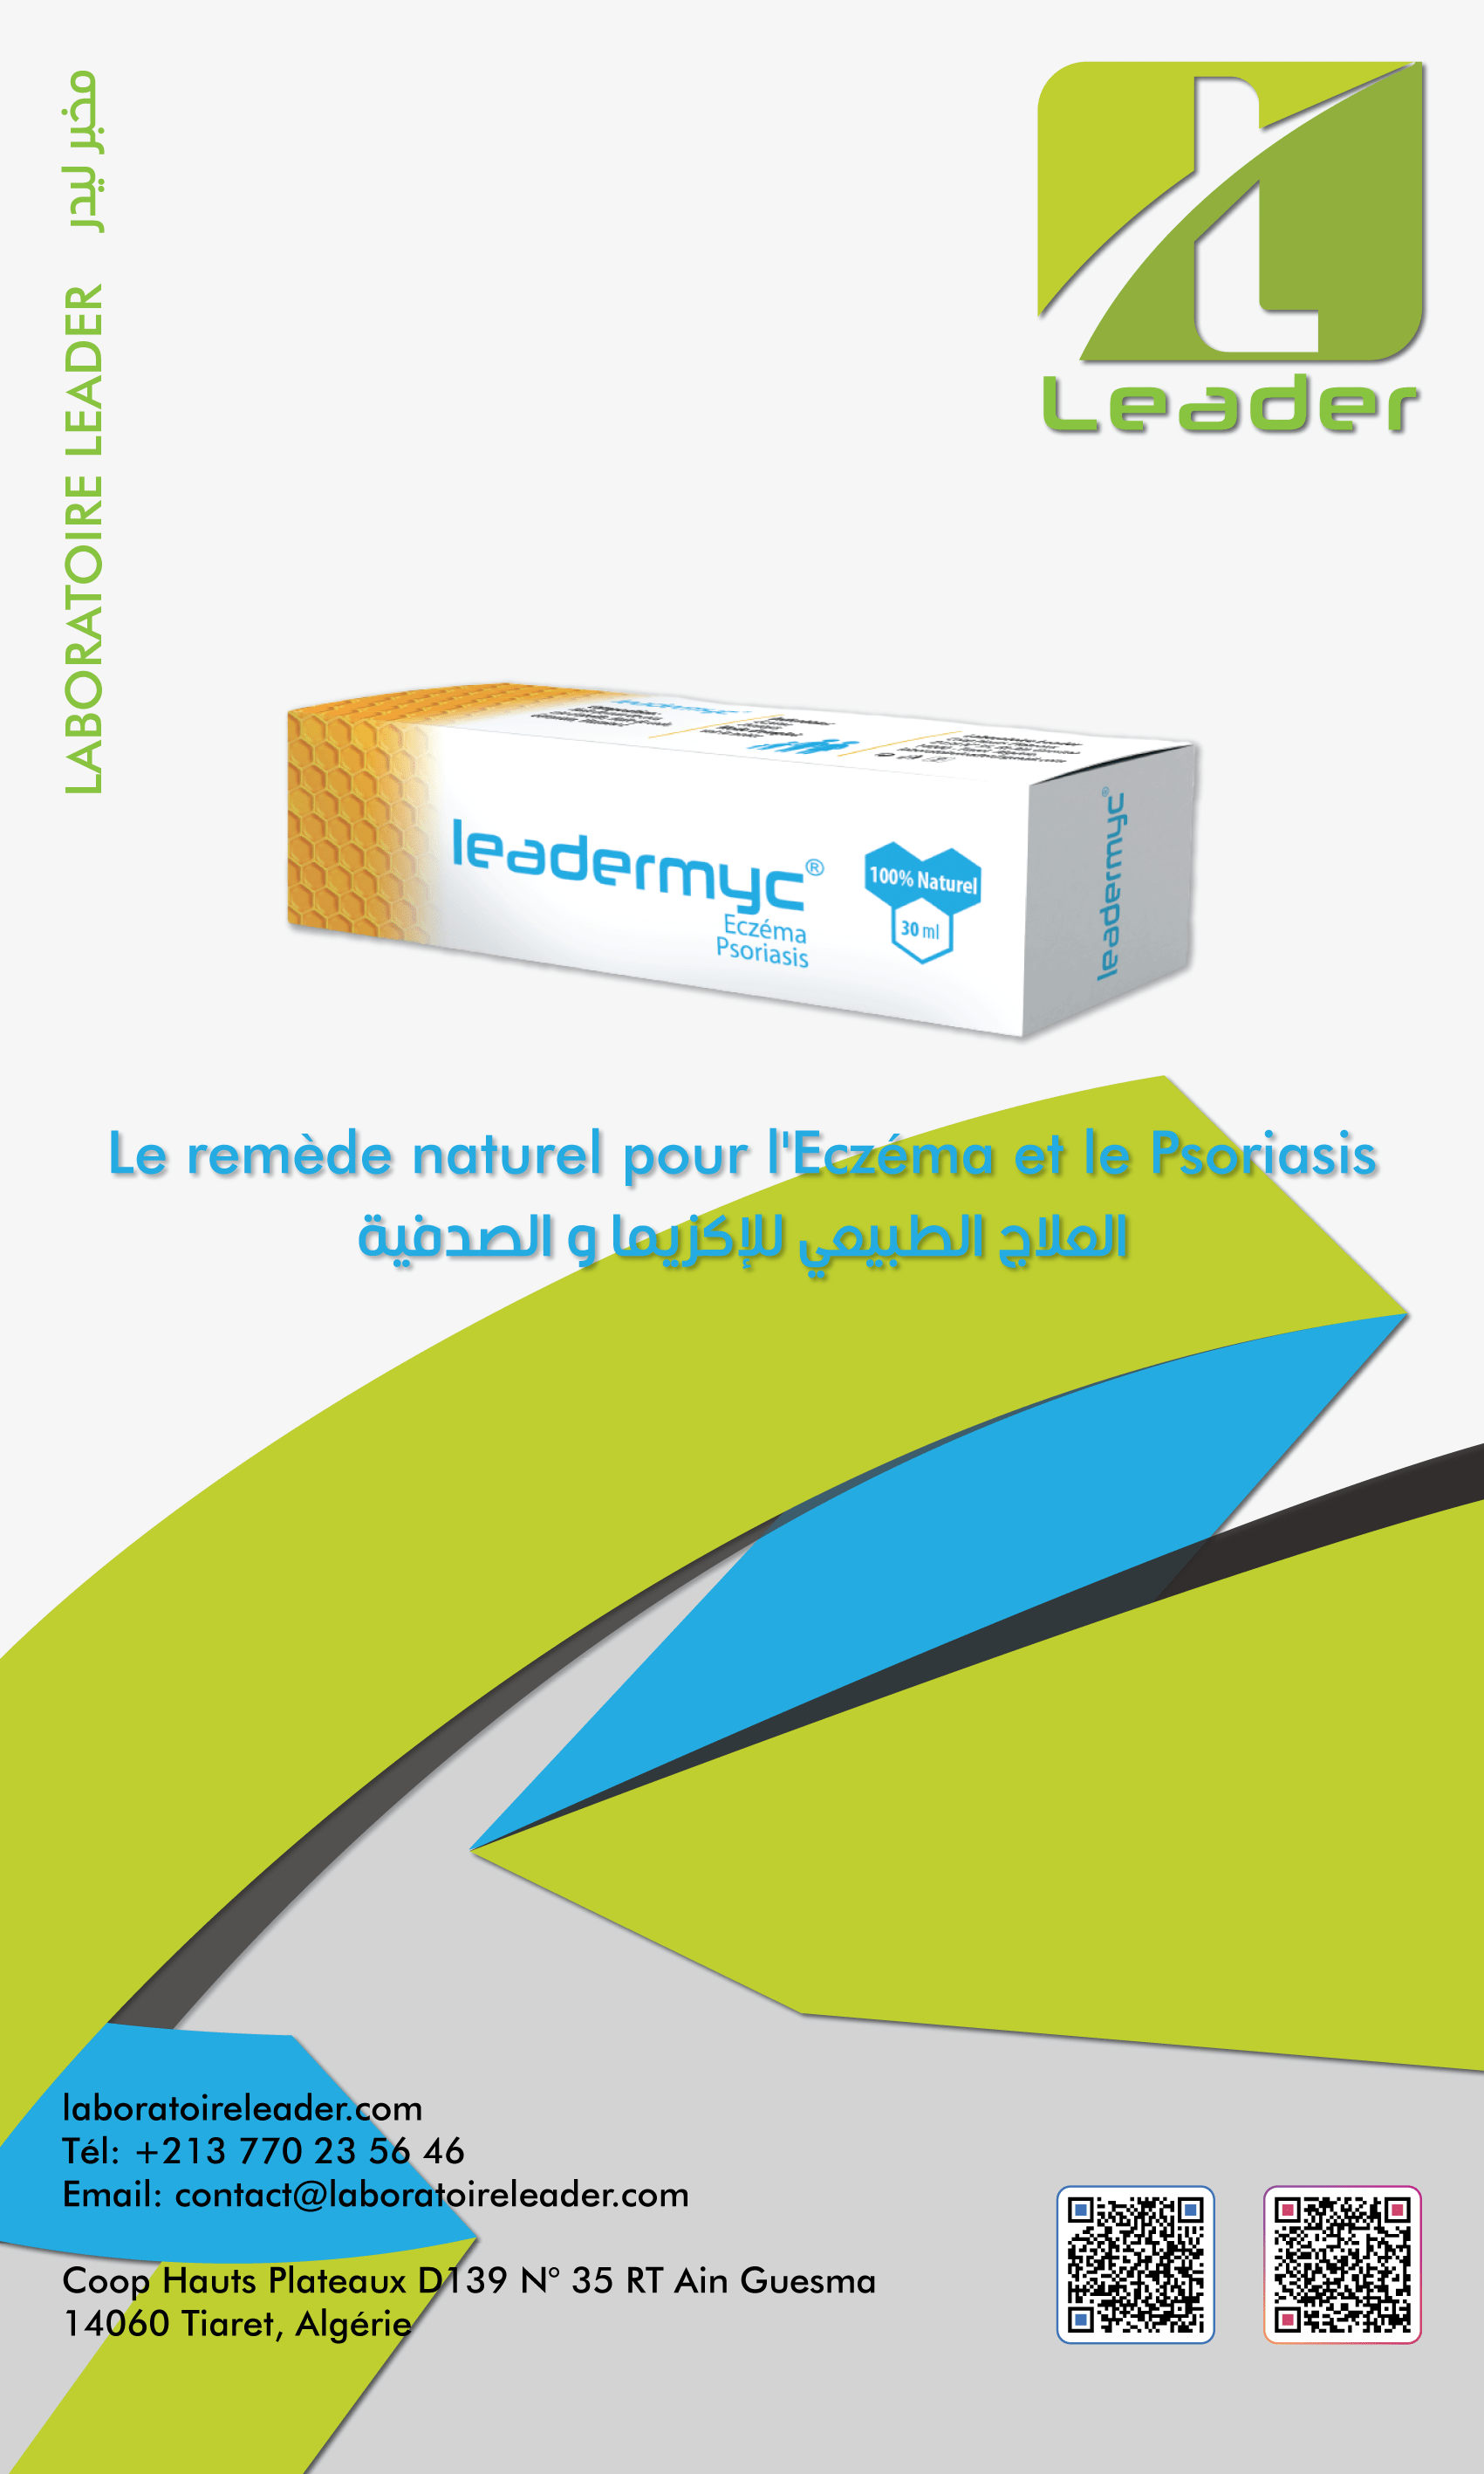 مخبر ليدر
LABORATOIRE LEADER
Leader
leadermyc
leadermyc®
Eczéma
Psoriasis
100% Naturel
30 ml
leadermyc®
Le remède naturel pour l'Eczéma et le Psoriasis
العلاج الطبيعي للإكزيما و الصدفية
laboratoireleader.com
Tél: +213 770 23 56 46
Email: contact@laboratoireleader.com
Coop Hauts Plateaux D139 N° 35 RT Ain Guesma
14060 Tiaret, Algérie